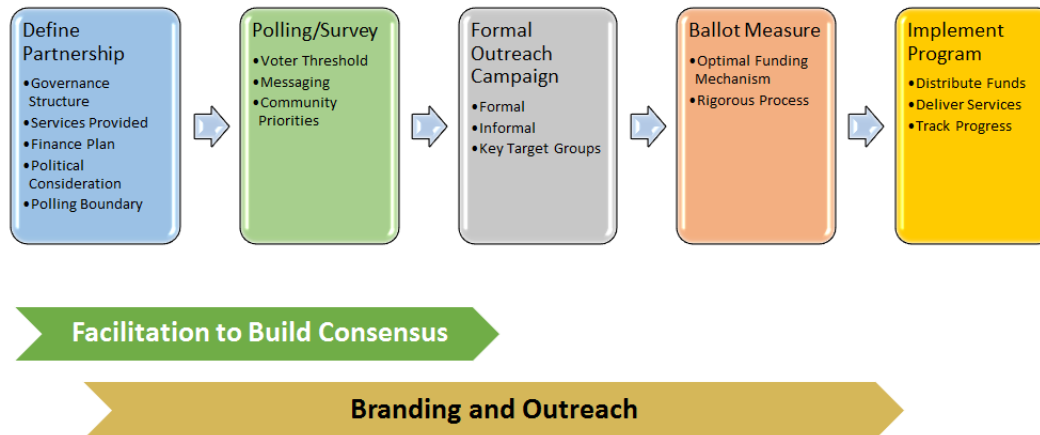 Define
Partnership
•Governance
Structure
•Services Provided
•Finance Plan
•Political
Consideration
•Polling Boundary
Polling/Survey
•Voter Threshold
•Messaging
•Community
Priorities
Formal
Outreach
Campaign
•Formal
•Informal
•Key Target Groups
Ballot Measure
•Optimal Funding
Mechanism
•Rigorous Process
Implement
Program
•Distribute Funds
•Deliver Services
•Track Progress
Facilitation to Build Consensus
Branding and Outreach